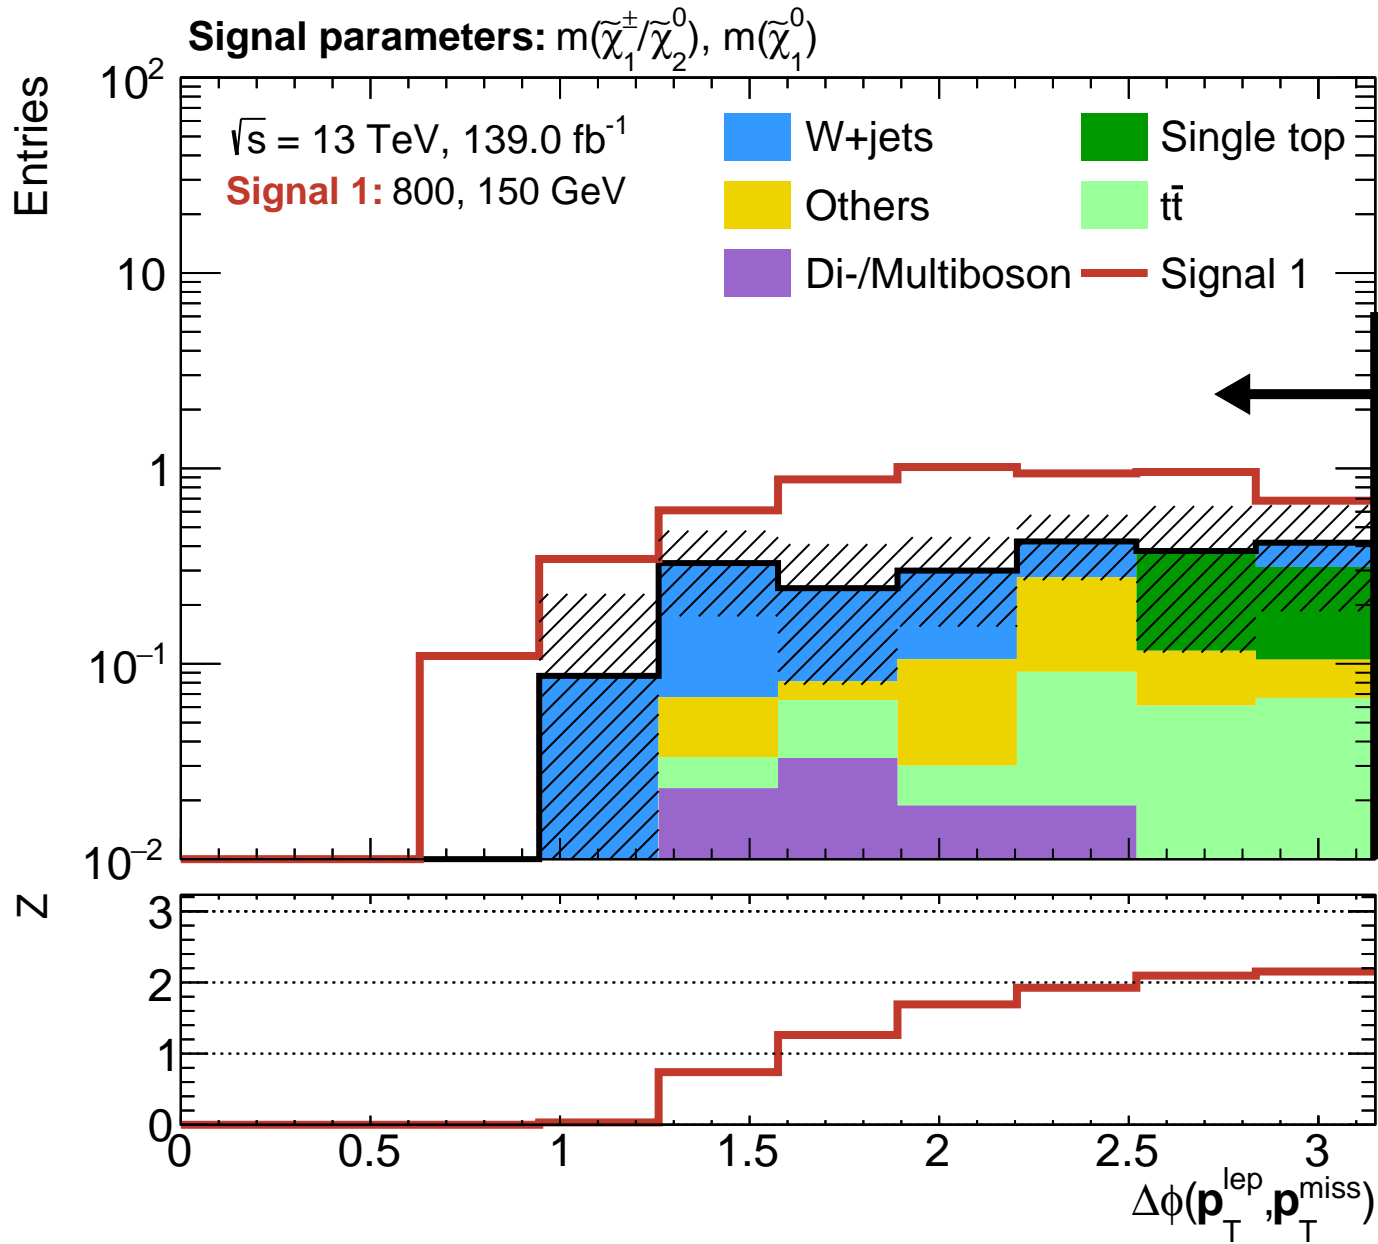 Signal parameters: m(χ̃₁±/χ̃₂⁰), m(χ̃₁⁰)
Entries
10²
10
1
10⁻¹
10⁻²
√s = 13 TeV, 139.0 fb⁻¹
Signal 1: 800, 150 GeV
W+jets
Single top
Others
tt̄
Di-/Multiboson
Signal 1
Z
3
2
1
0
0 0.5 1 1.5 2 2.5 3
Δϕ(p_T^lep,p_T^miss)